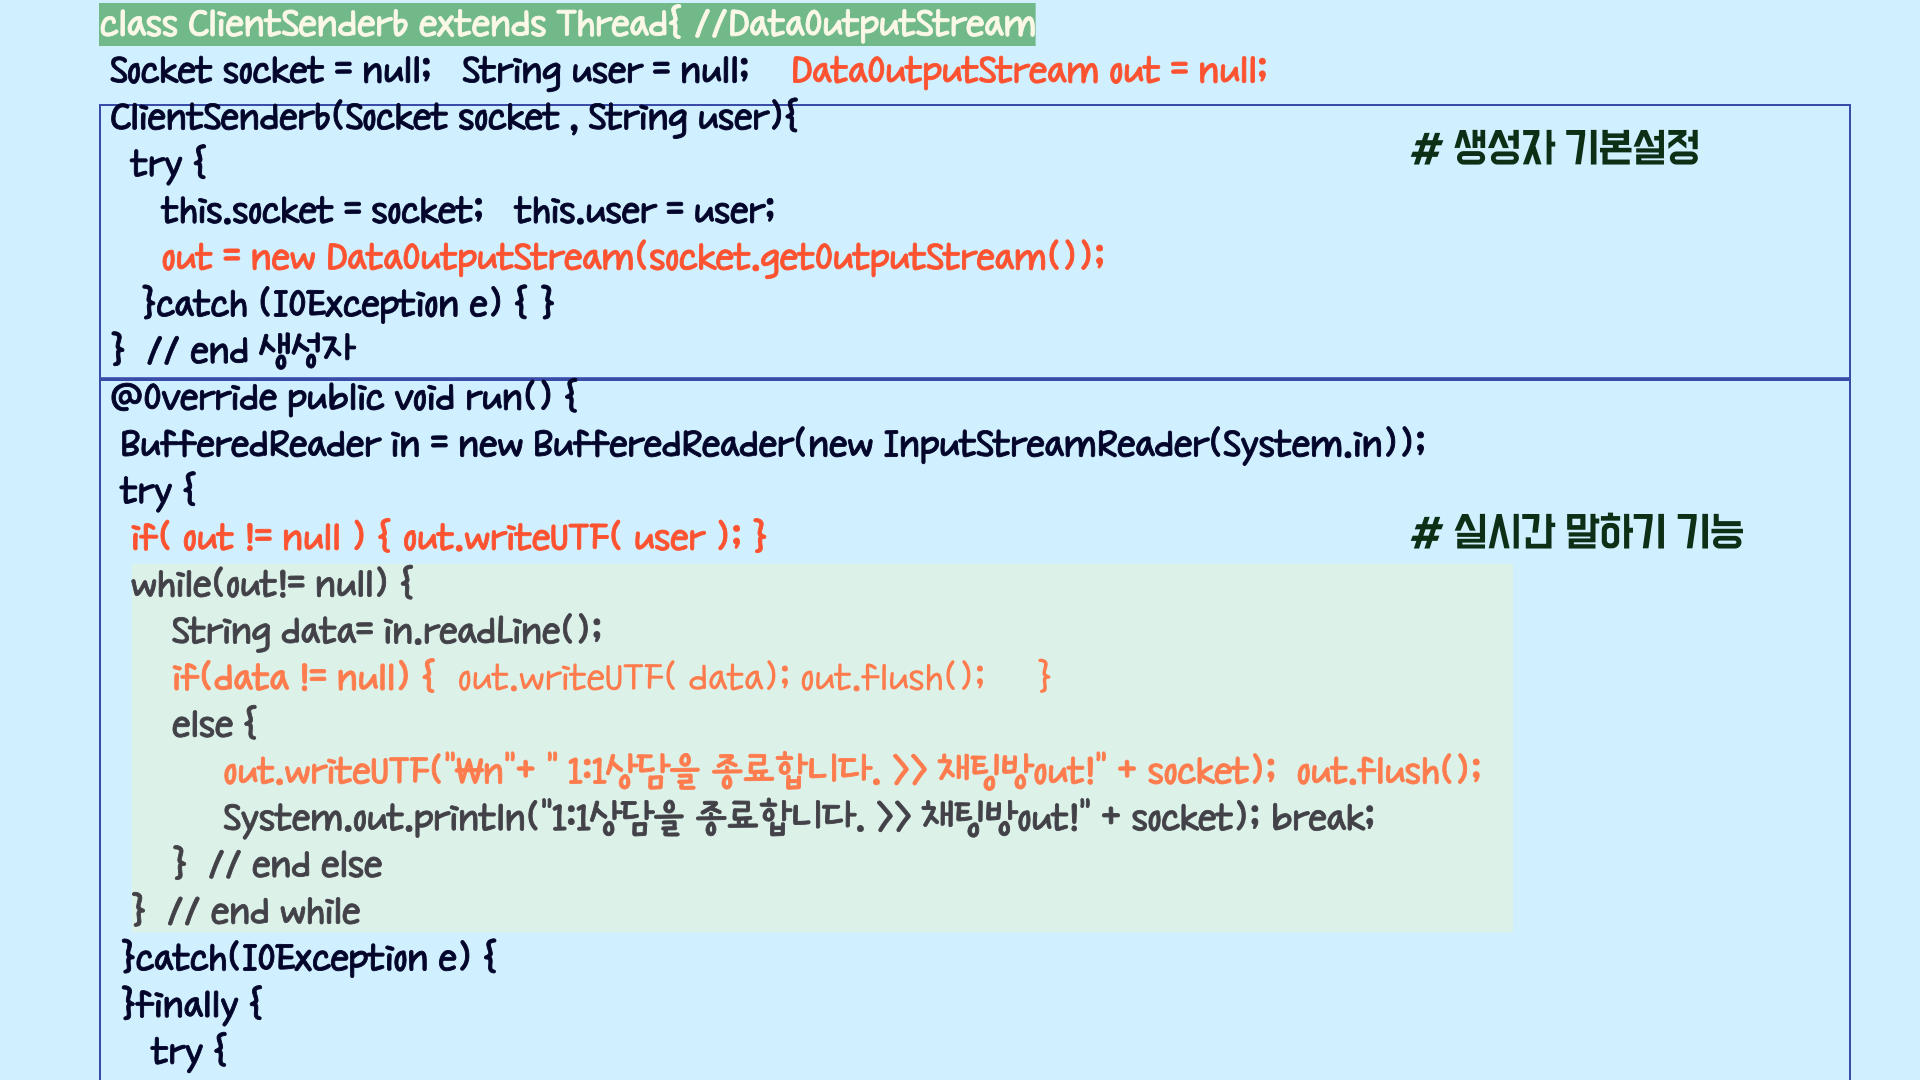 class ClientSenderb extends Thread{ //DataOutputStream
Socket socket = null;   String user = null;    DataOutputStream out = null;
ClientSenderb(Socket socket , String user){
# 생성자 기본설정
try {
this.socket = socket;   this.user = user;
out = new DataOutputStream(socket.getOutputStream());
}catch (IOException e) { }
}  // end 생성자
@Override public void run() {
BufferedReader in = new BufferedReader(new InputStreamReader(System.in));
try {
if( out != null ) { out.writeUTF( user ); }
# 실시간 말하기 기능
while(out!= null) {
String data= in.readLine();
if(data != null) {  out.writeUTF( data); out.flush();     }
else {
out.writeUTF("₩n"+ " 1:1상담을 종료합니다. >> 채팅방out!" + socket);  out.flush();
System.out.println("1:1상담을 종료합니다. >> 채팅방out!" + socket); break;
}  // end else
}  // end while
}catch(IOException e) {
}finally {
try {